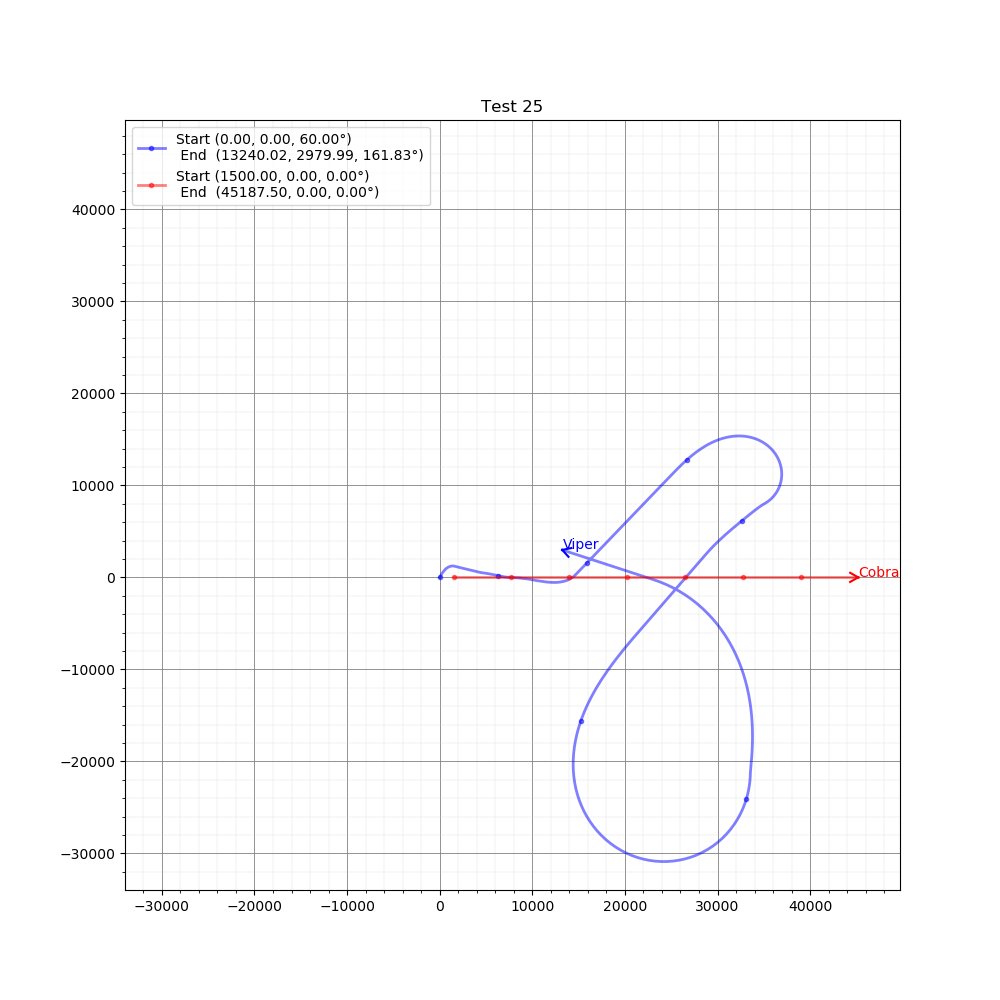 Test 25
Start (0.00, 0.00, 60.00°)
End (13240.02, 2979.99, 161.83°)
Start (1500.00, 0.00, 0.00°)
End (45187.50, 0.00, 0.00°)
40000
30000
20000
10000
0
−10000
−20000
−30000
Viper
Cobra
−30000 −20000 −10000 0 10000 20000 30000 40000